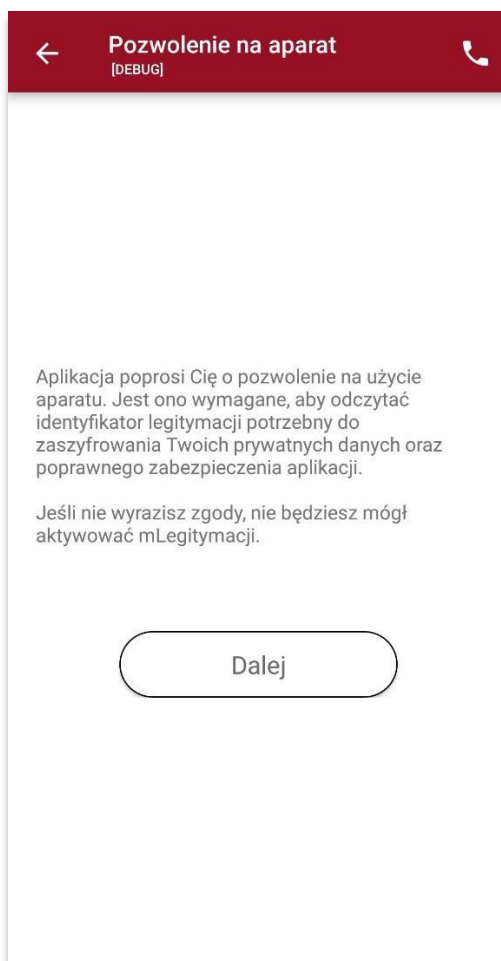 Pozwolenie na aparat
[DEBUG]
Aplikacja poprosi Cię o pozwolenie na użycie
aparatu. Jest ono wymagane, aby odczytać
identyfikator legitymacji potrzebny do
zaszyfrowania Twoich prywatnych danych oraz
poprawnego zabezpieczenia aplikacji.
Jeśli nie wyrazisz zgody, nie będziesz mógł
aktywować mLegitymacji.
Dalej